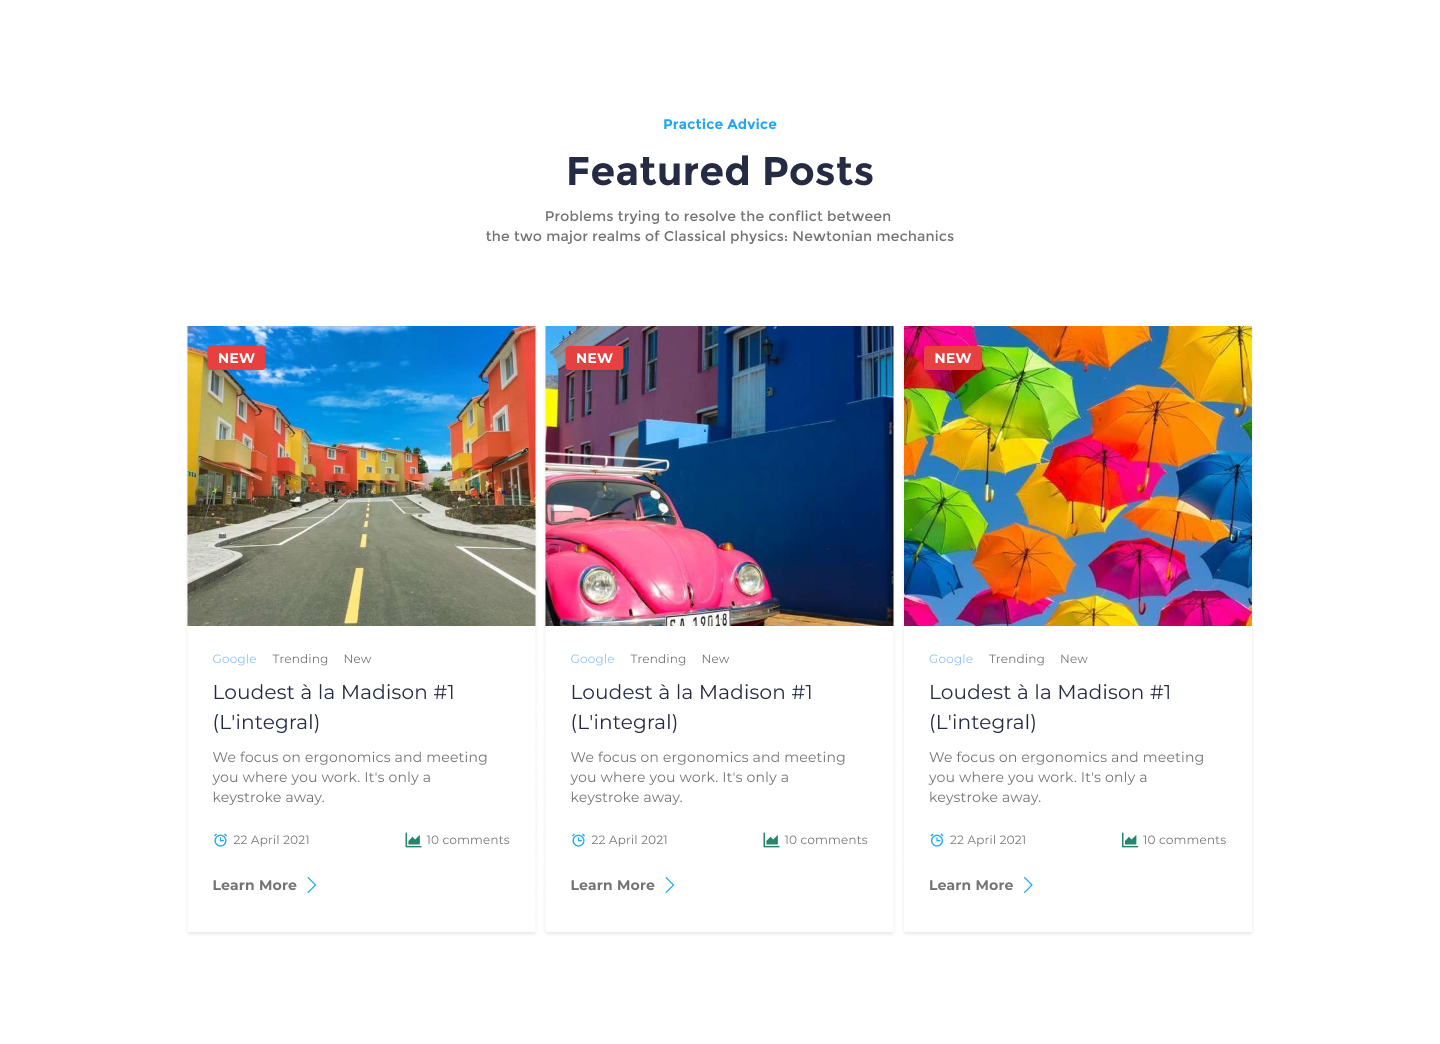 Practice Advice
Featured Posts
Problems trying to resolve the conflict between
the two major realms of Classical physics: Newtonian mechanics
NEW
Google Trending New
Loudest à la Madison #1
(L'integral)
We focus on ergonomics and meeting
you where you work. It's only a
keystroke away.
22 April 2021
10 comments
Learn More
NEW
Google Trending New
Loudest à la Madison #1
(L'integral)
We focus on ergonomics and meeting
you where you work. It's only a
keystroke away.
22 April 2021
10 comments
Learn More
NEW
Google Trending New
Loudest à la Madison #1
(L'integral)
We focus on ergonomics and meeting
you where you work. It's only a
keystroke away.
22 April 2021
10 comments
Learn More